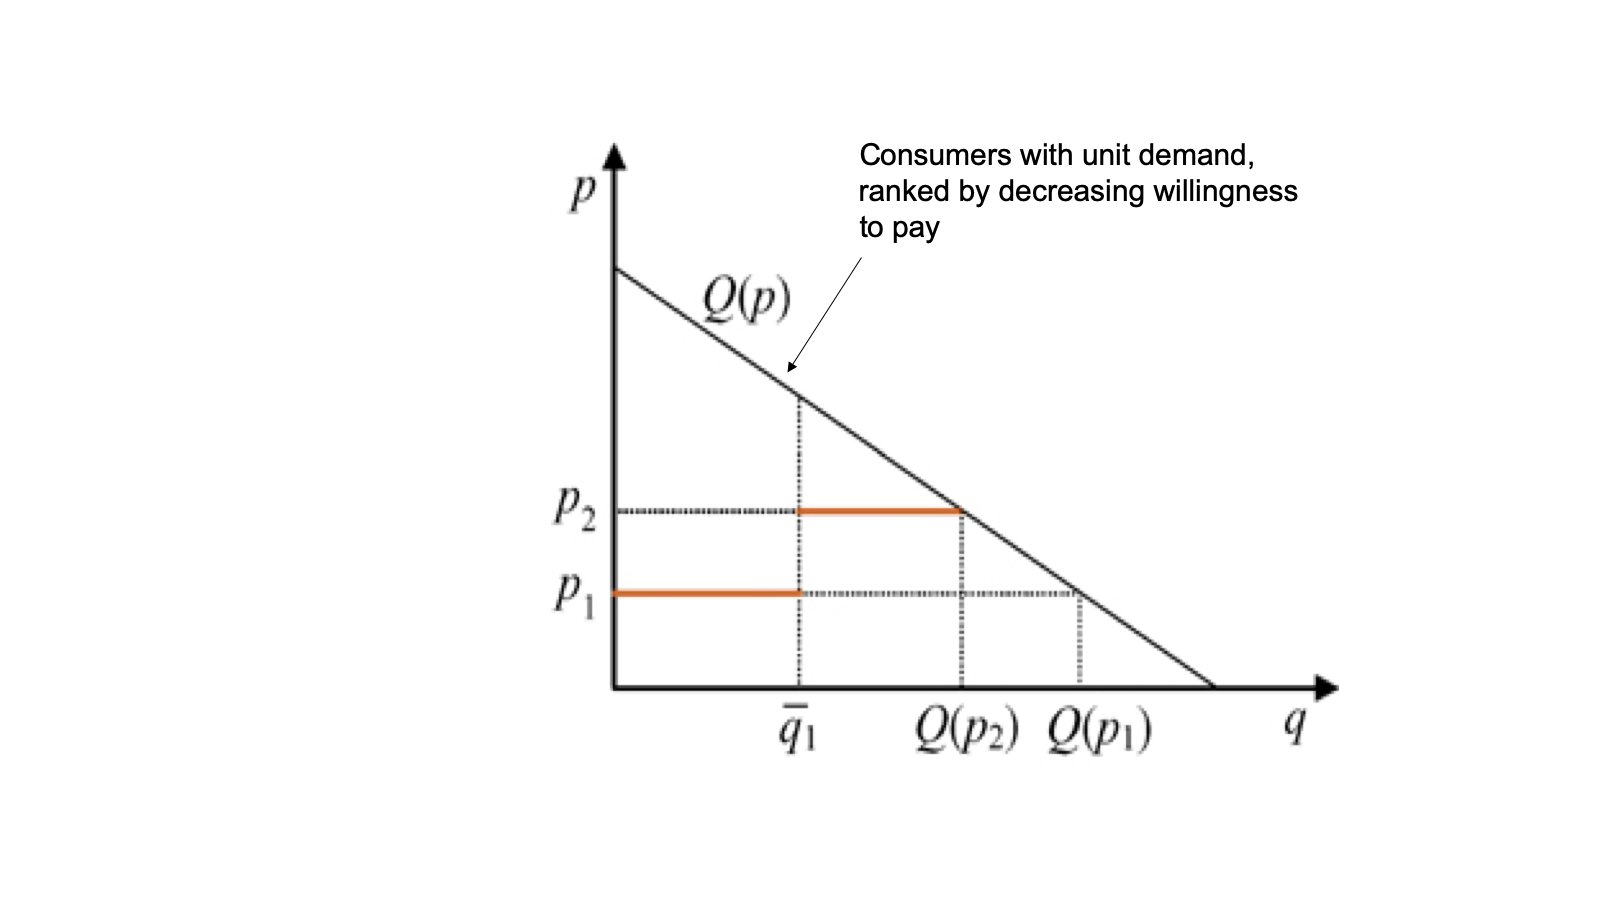 Consumers with unit demand,
ranked by decreasing willingness
to pay
p
Q(p)
p₂
p₁
q̅₁
Q(p₂)
Q(p₁)
q